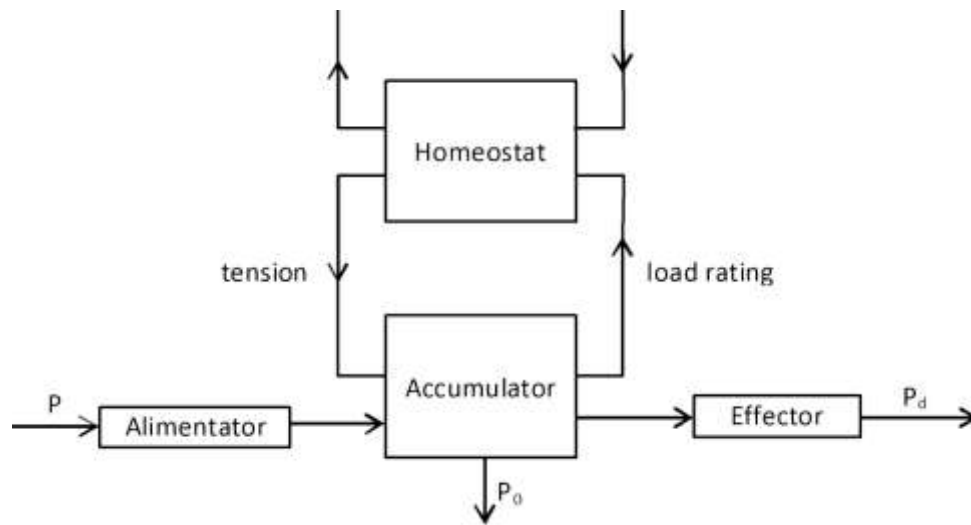 Homeostat
tension
load rating
Accumulator
P
Alimentator
Effector
Pd
P0